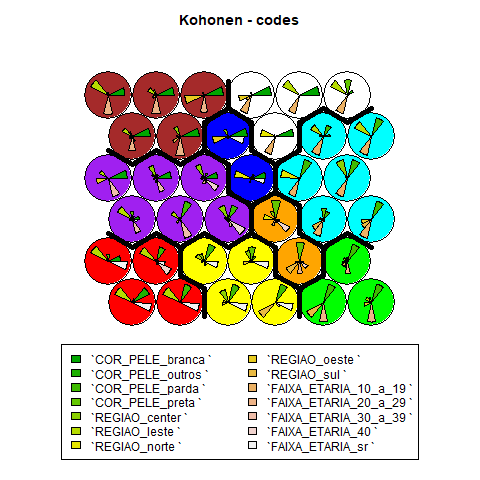 Kohonen - codes
`COR_PELE_branca `
`COR_PELE_outros `
`COR_PELE_parda `
`COR_PELE_preta `
`REGIAO_center `
`REGIAO_leste `
`REGIAO_norte `
`REGIAO_oeste `
`REGIAO_sul `
`FAIXA_ETARIA_10_a_19 `
`FAIXA_ETARIA_20_a_29 `
`FAIXA_ETARIA_30_a_39 `
`FAIXA_ETARIA_40 `
`FAIXA_ETARIA_sr `